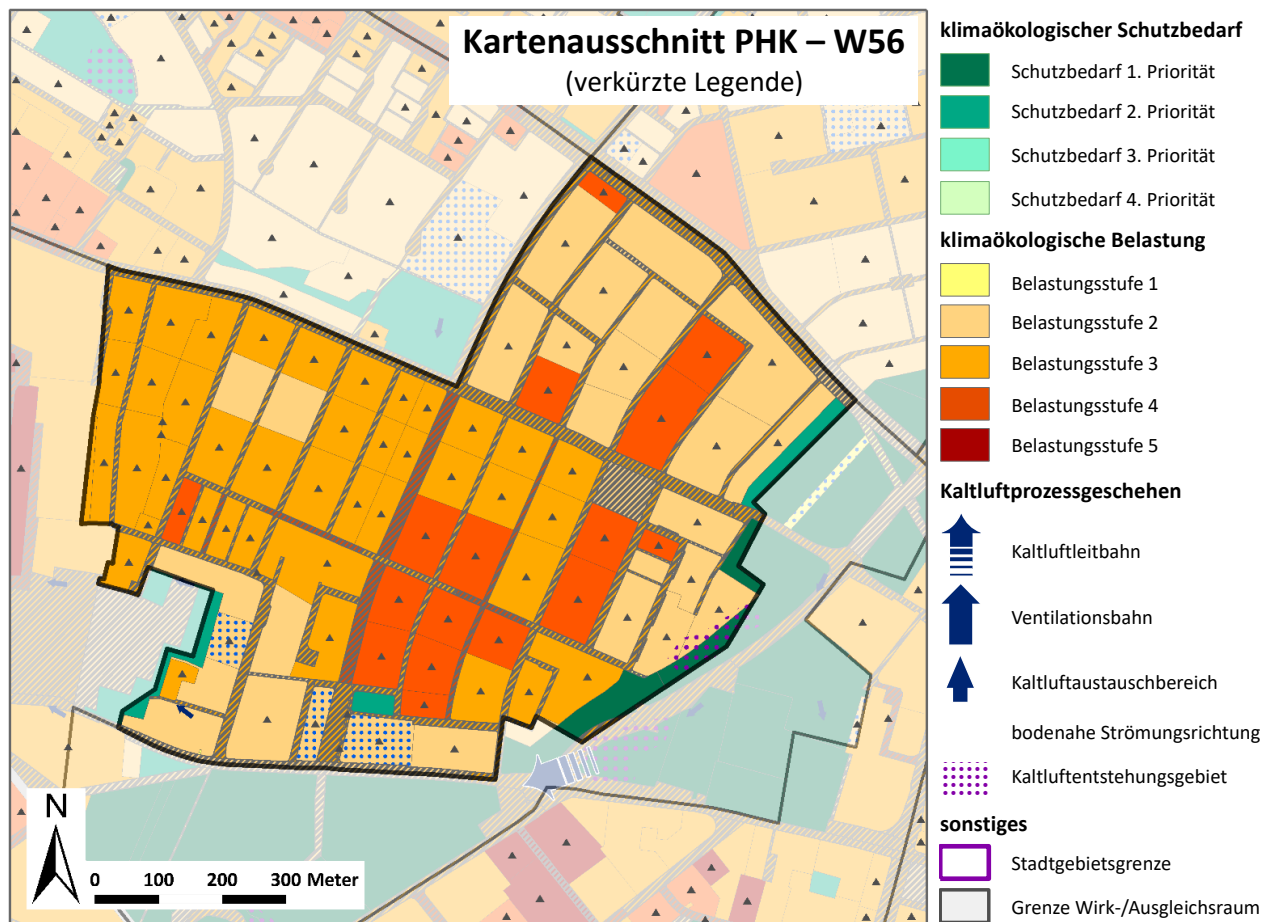 Kartenausschnitt PHK – W56
(verkürzte Legende)
klimaökologischer Schutzbedarf
Schutzbedarf 1. Priorität
Schutzbedarf 2. Priorität
Schutzbedarf 3. Priorität
Schutzbedarf 4. Priorität
klimaökologische Belastung
Belastungsstufe 1
Belastungsstufe 2
Belastungsstufe 3
Belastungsstufe 4
Belastungsstufe 5
Kaltluftprozessgeschehen
Kaltluftleitbahn
Ventilationsbahn
Kaltluftaustauschbereich
bodenahe Strömungsrichtung
Kaltluftentstehungsgebiet
sonstiges
Stadtgebietsgrenze
Grenze Wirk-/Ausgleichsraum
N
0 100 200 300 Meter